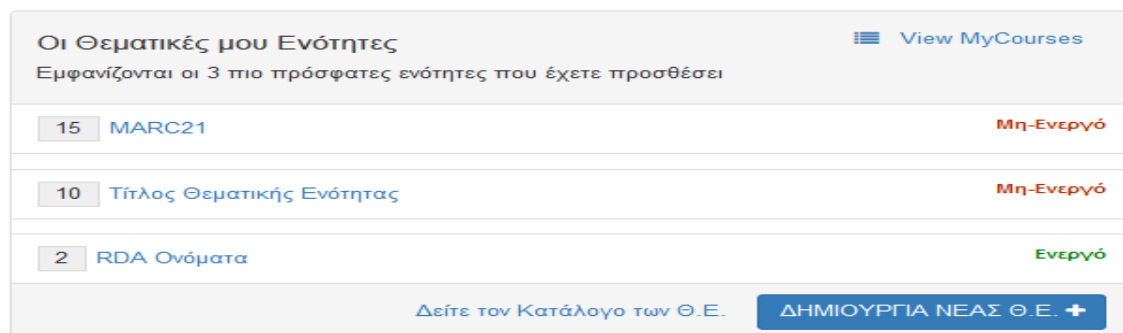 Οι Θεματικές μου Ενότητες View MyCourses
Εμφανίζονται οι 3 πιο πρόσφατες ενότητες που έχετε προσθέσει
15 MARC21 Μη-Ενεργό
10 Τίτλος Θεματικής Ενότητας Μη-Ενεργό
2 RDA Ονόματα Ενεργό
Δείτε τον Κατάλογο των Θ.Ε. ΔΗΜΙΟΥΡΓΙΑ ΝΕΑΣ Θ.Ε. +